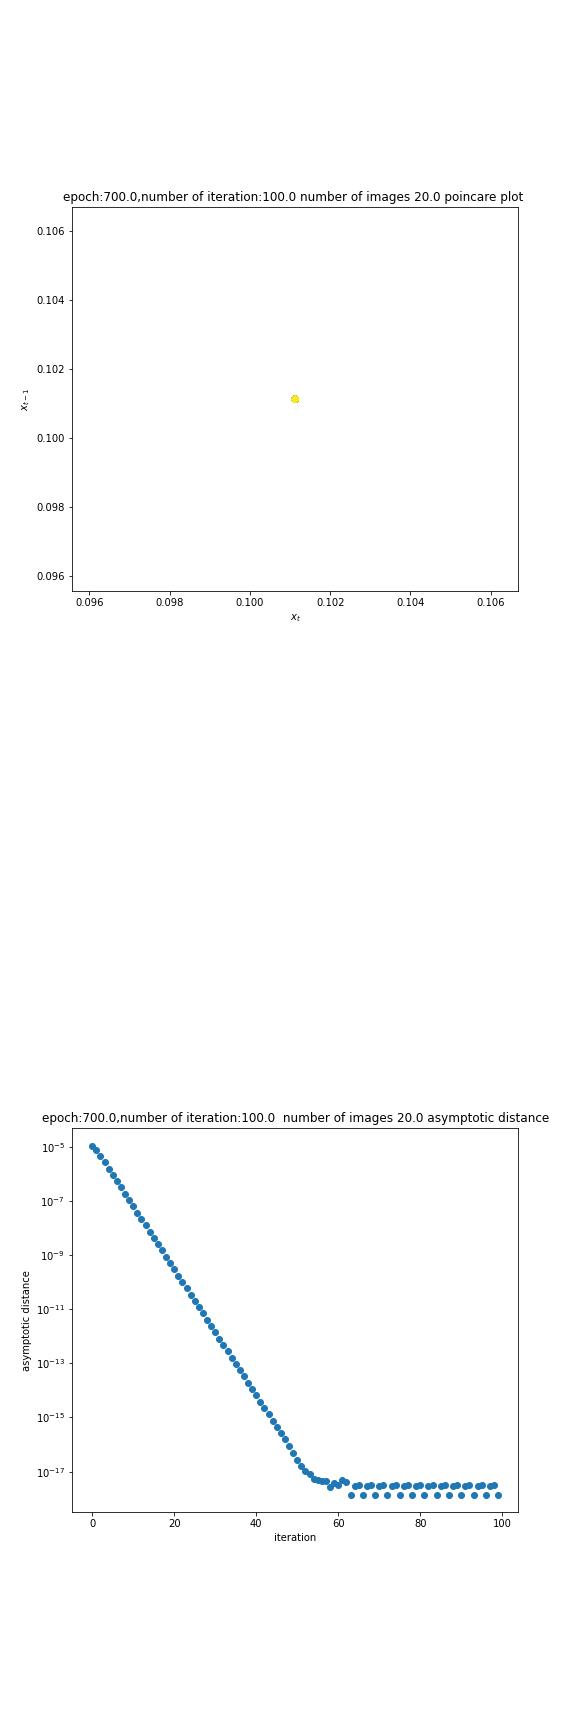 epoch:700.0,number of iteration:100.0 number of images 20.0 poincare plot
0.106
0.104
0.102
0.100
0.098
0.096
x_{t-1}
0.096 0.098 0.100 0.102 0.104 0.106
x_t
epoch:700.0,number of iteration:100.0  number of images 20.0 asymptotic distance
10^{-5}
10^{-7}
10^{-9}
10^{-11}
10^{-13}
10^{-15}
10^{-17}
asymptotic distance
0 20 40 60 80 100
iteration